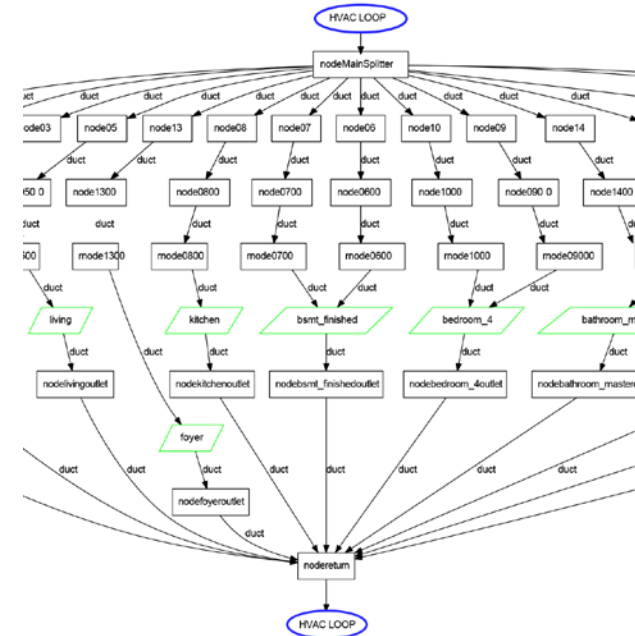 HVAC LOOP
nodeMainSplitter
duct duct duct duct duct duct duct duct duct duct duct
node05 node13 node08 node07 node06 node10 node09 node14
duct duct duct duct duct duct duct duct duct
node1300 node0800 node0700 node0600 node1000 node090 0 node1400
duct duct duct duct duct duct duct
mode1300 mode0800 mode0700 mode0600 mode1000 mode09000
duct duct duct duct duct duct
living kitchen bsmt_finished bedroom_4
duct duct duct duct duct
nodelivingoutlet nodekitchenoutlet nodebsmt_finishedoutlet nodebedroom_4outlet
foyer
duct duct duct duct duct duct duct duct
nodefoyeroutlet
duct
nodereturn
HVAC LOOP